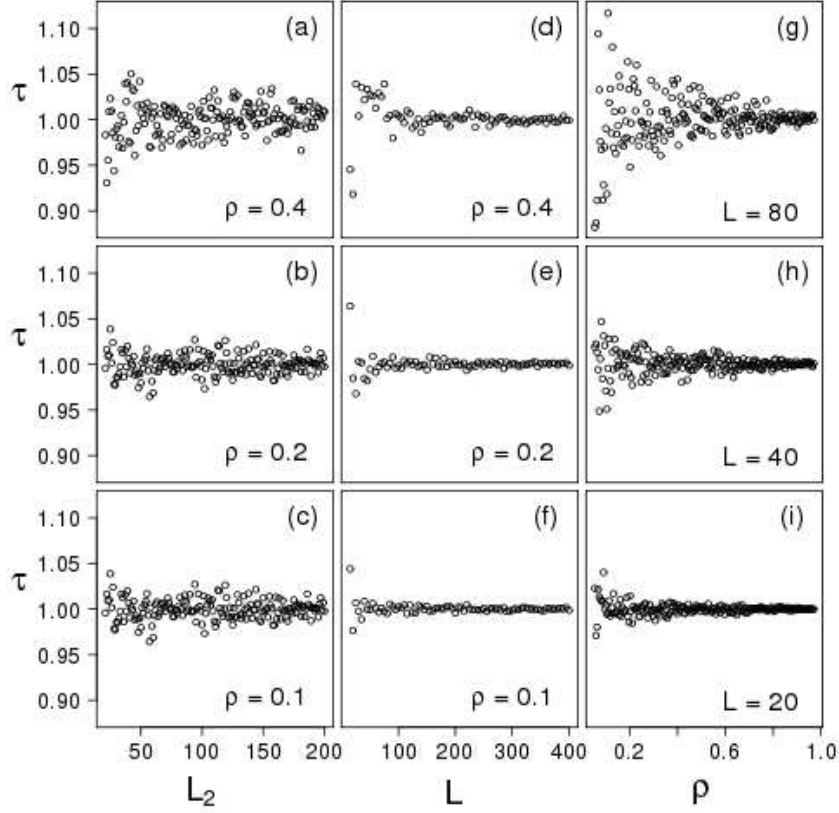 1.10
(a)
(d)
(g)
1.05
τ
1.00
0.95
0.90
ρ = 0.4
ρ = 0.4
L = 80
1.10
(b)
(e)
(h)
1.05
τ
1.00
0.95
0.90
ρ = 0.2
ρ = 0.2
L = 40
1.10
(c)
(f)
(i)
1.05
τ
1.00
0.95
0.90
ρ = 0.1
ρ = 0.1
L = 20
50 100 150 200
100 200 300 400
0.2 0.6 1.0
L₂
L
ρ